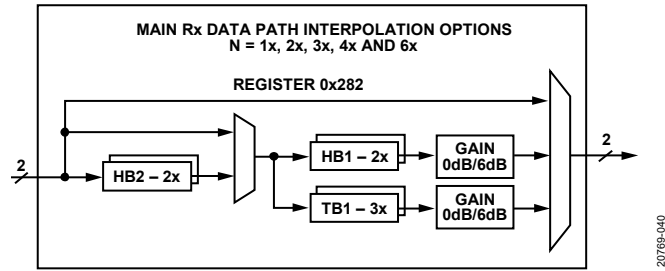 MAIN Rx DATA PATH INTERPOLATION OPTIONS
N = 1x, 2x, 3x, 4x AND 6x
REGISTER 0x282
2
HB2 – 2x
HB1 – 2x
GAIN
0dB/6dB
TB1 – 3x
GAIN
0dB/6dB
2
20769-040